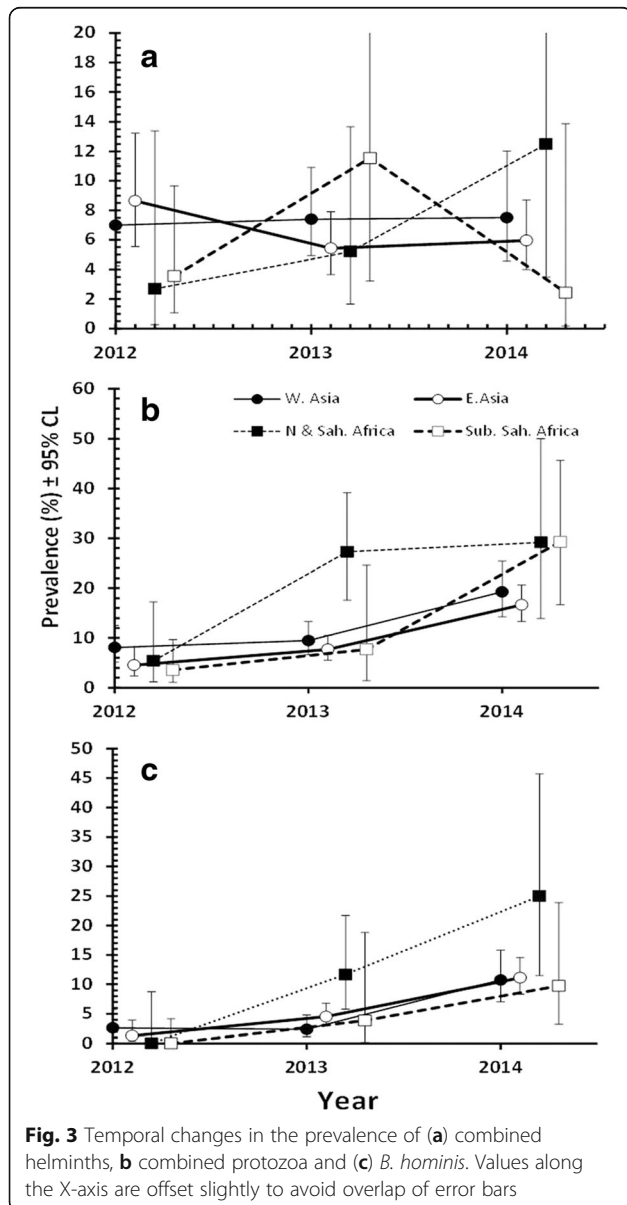 a
20
18
16
14
12
10
8
6
4
2
0
2012 2013 2014
b
W. Asia E.Asia
N & Sah. Africa Sub. Sah. Africa
60
50
40
30
20
10
0
2012 2013 2014
Prevalence (%) ± 95% CL
c
50
45
40
35
30
25
20
15
10
5
0
2012 2013 2014
Year
Fig. 3 Temporal changes in the prevalence of (a) combined
helminths, b combined protozoa and (c) B. hominis. Values along
the X-axis are offset slightly to avoid overlap of error bars